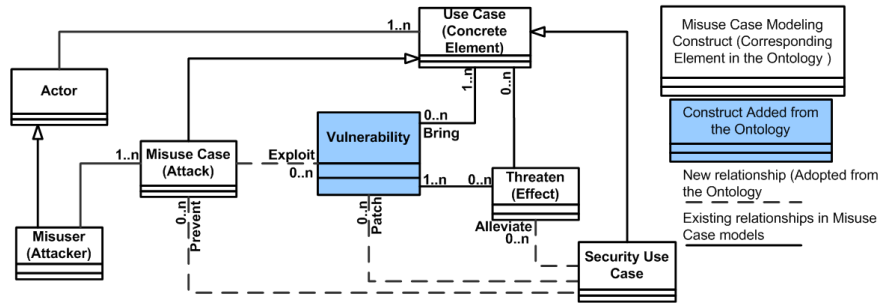 Use Case
(Concrete
Element)
1..n
Actor
1..n
0..n
0..n
Bring
Vulnerability
Misuse Case
(Attack)
1..n
Exploit
0..n
1..n
0..n
Threaten
(Effect)
0..n
Prevent
0..n
Patch
Alleviate
0..n
Misuser
(Attacker)
Security Use
Case
Misuse Case Modeling
Construct (Corresponding
Element in the Ontology )
Construct Added from
the Ontology
New relationship (Adopted from
the Ontology
Existing relationships in Misuse
Case models